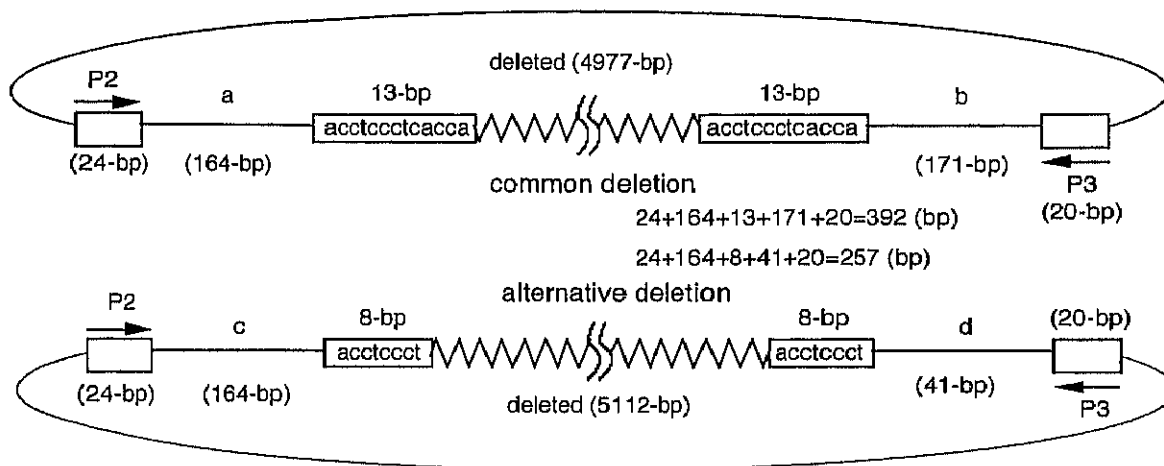 deleted (4977-bp)
P2
a
13-bp
13-bp
b
acctccctcacca
acctccctcacca
(24-bp)
(164-bp)
(171-bp)
P3
(20-bp)
common deletion
24+164+13+171+20=392 (bp)
24+164+8+41+20=257 (bp)
alternative deletion
P2
c
8-bp
8-bp
d
(20-bp)
acctccct
acctccct
(24-bp)
(164-bp)
deleted (5112-bp)
(41-bp)
P3